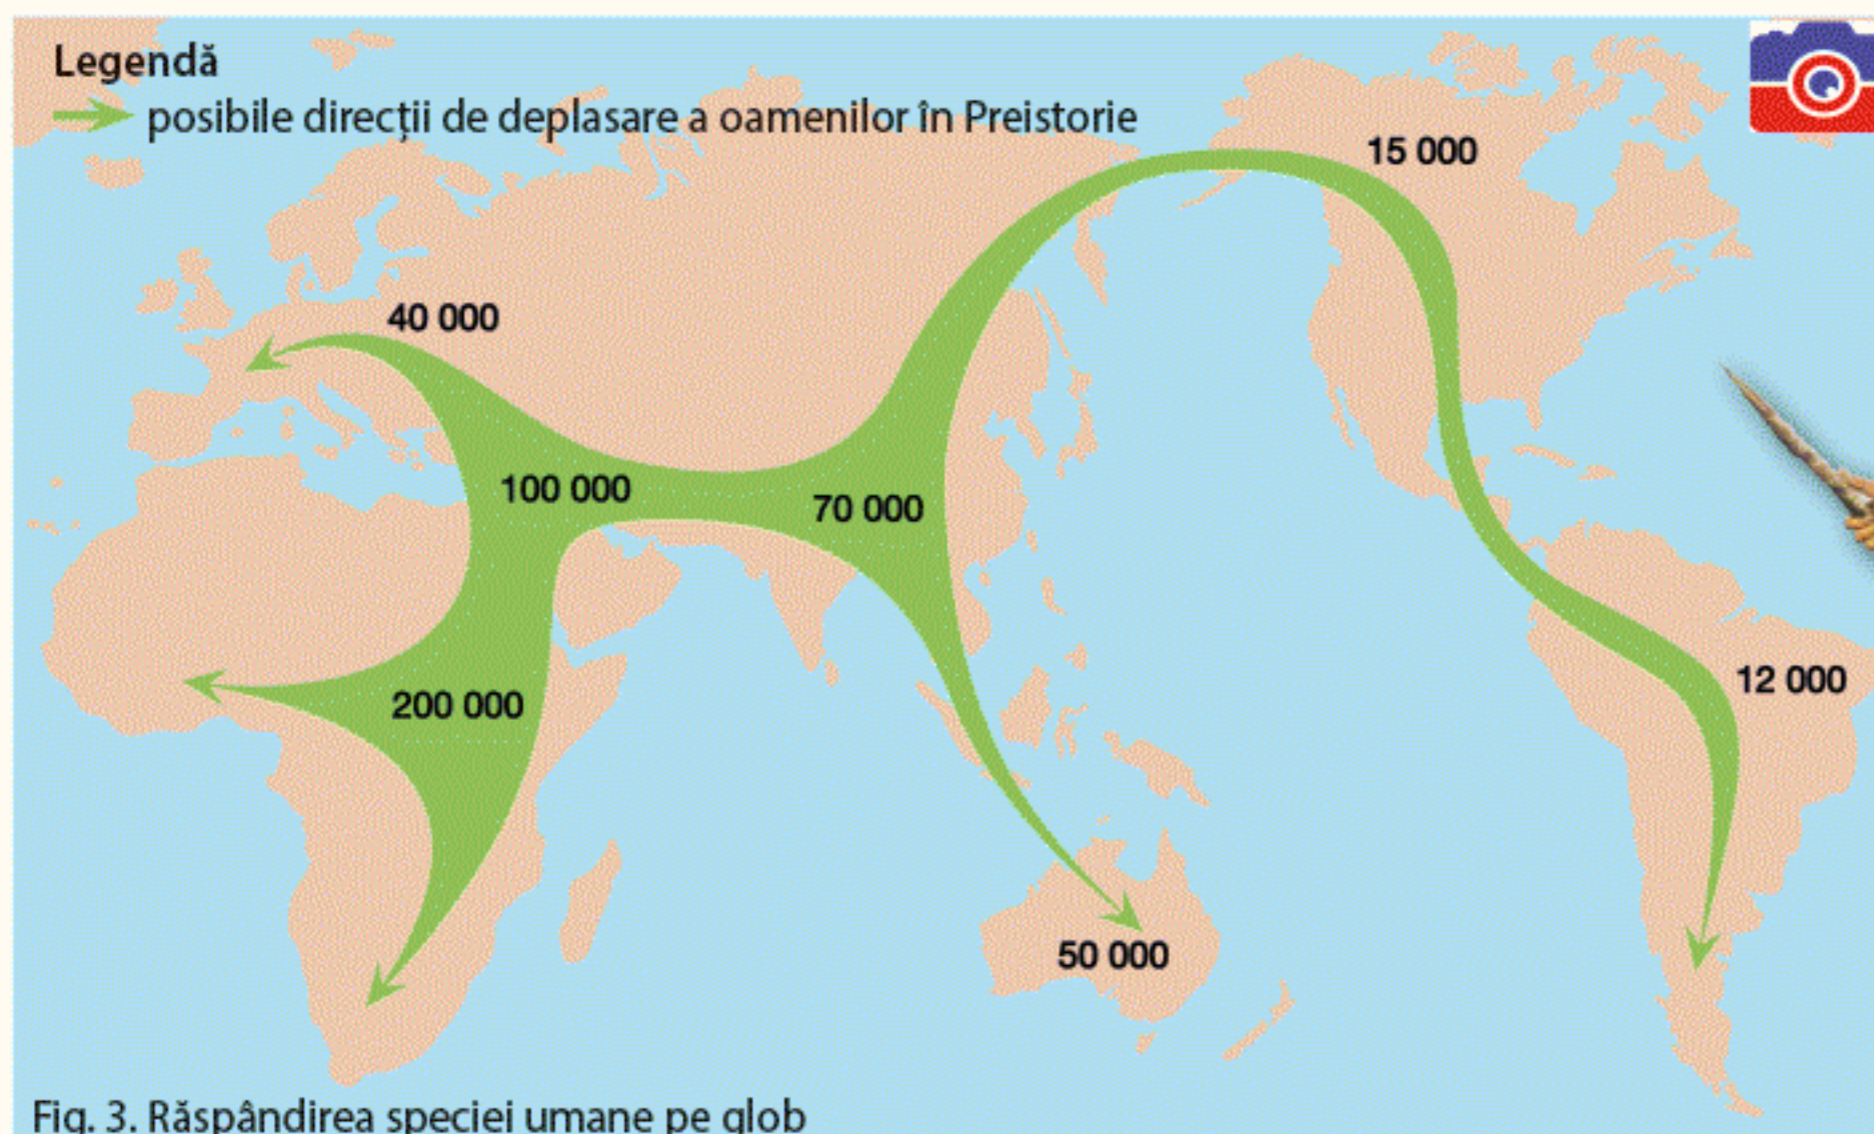 Legendă
posibile direcții de deplasare a oamenilor în Preistorie
15 000
40 000
100 000
70 000
200 000
12 000
50 000
Fig. 3. Răspândirea speciei umane pe glob